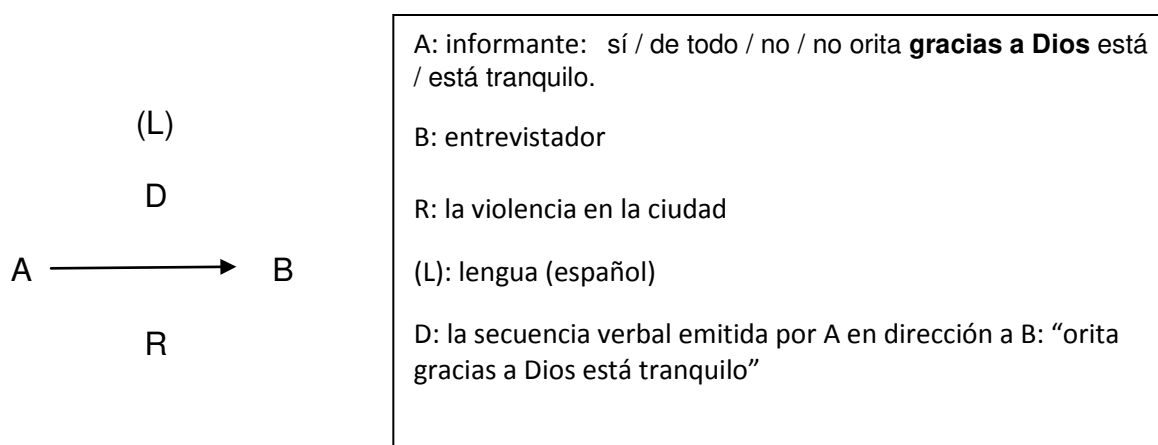 (L)
D
A
B
R
A: informante: sí / de todo / no / no orita gracias a Dios está
/ está tranquilo.
B: entrevistador
R: la violencia en la ciudad
(L): lengua (español)
D: la secuencia verbal emitida por A en dirección a B: “orita
gracias a Dios está tranquilo”